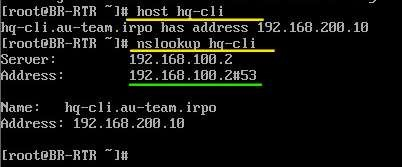 [root@BR-RTR ~]# host hq-cli
hq-cli.au-team.irpo has address 192.168.200.10
[root@BR-RTR ~]# nslookup hq-cli
Server: 192.168.100.2
Address: 192.168.100.2#53
Name: hq-cli.au-team.irpo
Address: 192.168.200.10
[root@BR-RTR ~]#